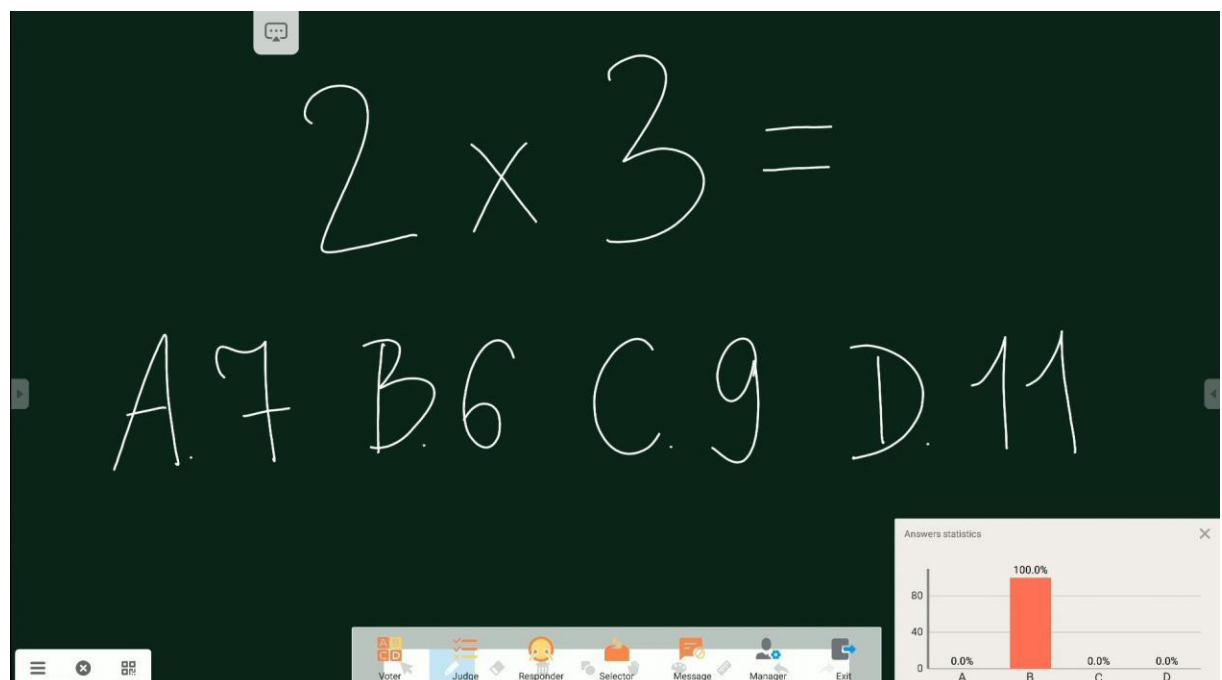 2 × 3 =
A. 7 B. 6 C. 9 D. 11
Answers statistics
100.0%
80
40
0.0% 0.0% 0.0%
0
A B C D
A B C D
Voter Judge Responder Selector Message Manager Exit